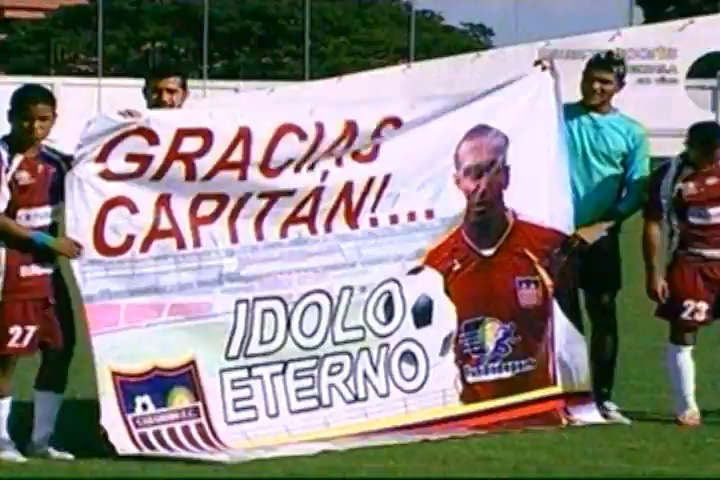 GRACIAS
CAPITÁN!...
IDOLO
ETERNO
27
23